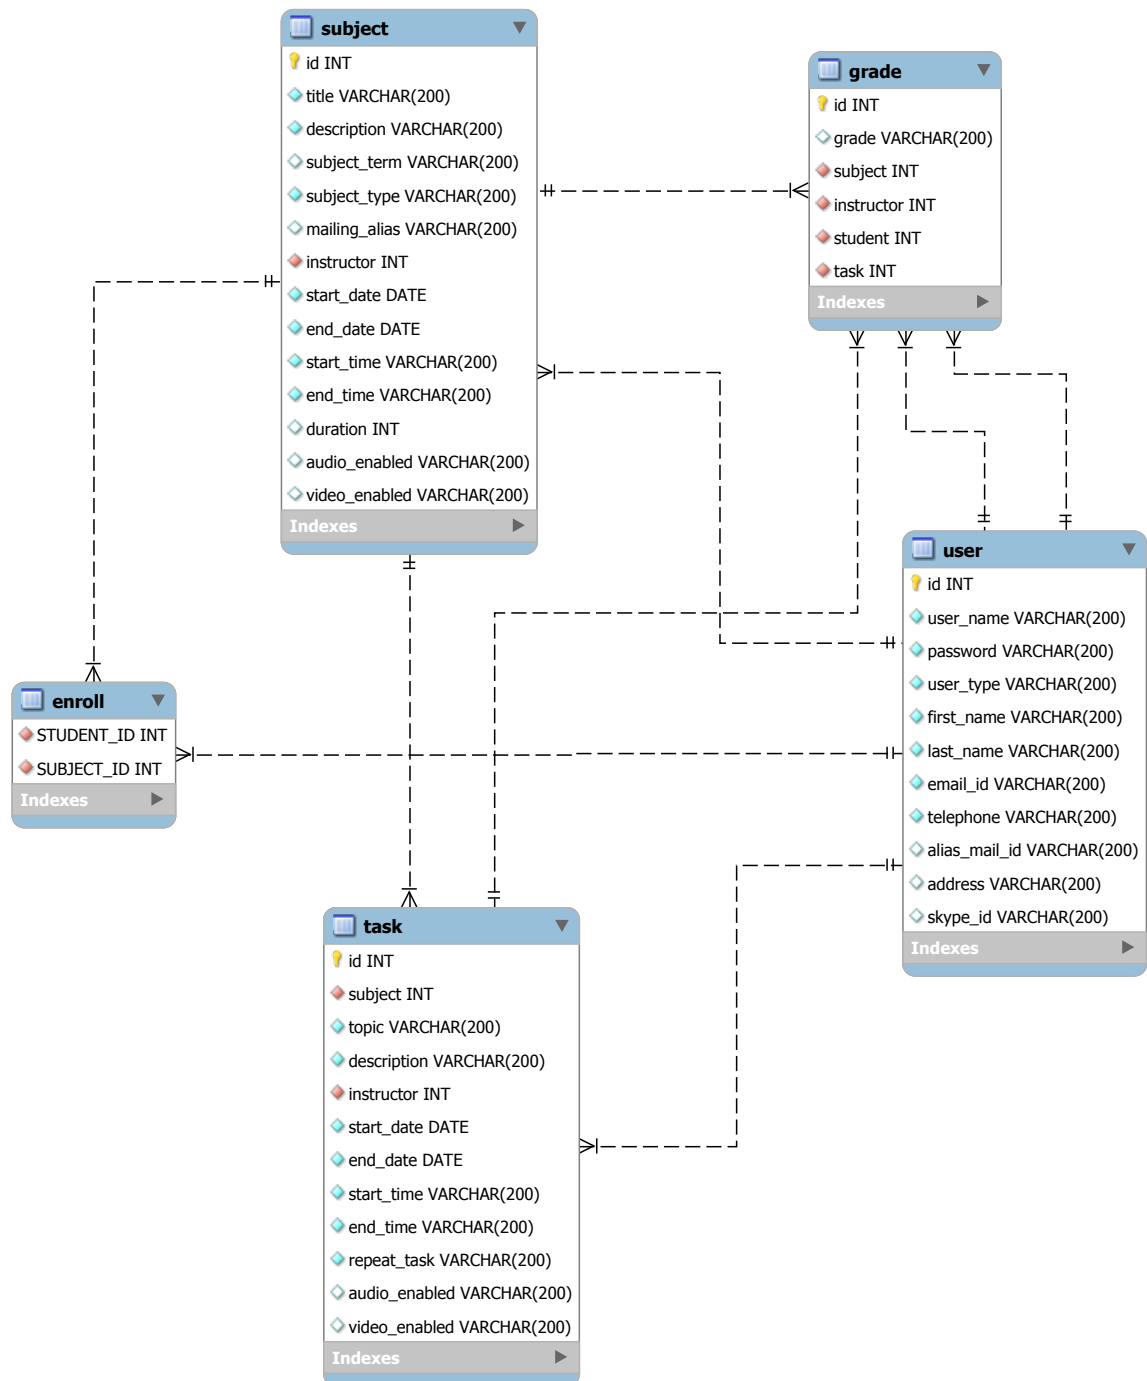 subject
id INT
title VARCHAR(200)
description VARCHAR(200)
subject_term VARCHAR(200)
subject_type VARCHAR(200)
mailing_alias VARCHAR(200)
instructor INT
start_date DATE
end_date DATE
start_time VARCHAR(200)
end_time VARCHAR(200)
duration INT
audio_enabled VARCHAR(200)
video_enabled VARCHAR(200)
Indexes
grade
id INT
grade VARCHAR(200)
subject INT
instructor INT
student INT
task INT
Indexes
user
id INT
user_name VARCHAR(200)
password VARCHAR(200)
user_type VARCHAR(200)
first_name VARCHAR(200)
last_name VARCHAR(200)
email_id VARCHAR(200)
telephone VARCHAR(200)
alias_mail_id VARCHAR(200)
address VARCHAR(200)
skype_id VARCHAR(200)
Indexes
enroll
STUDENT_ID INT
SUBJECT_ID INT
Indexes
task
id INT
subject INT
topic VARCHAR(200)
description VARCHAR(200)
instructor INT
start_date DATE
end_date DATE
start_time VARCHAR(200)
end_time VARCHAR(200)
repeat_task VARCHAR(200)
audio_enabled VARCHAR(200)
video_enabled VARCHAR(200)
Indexes